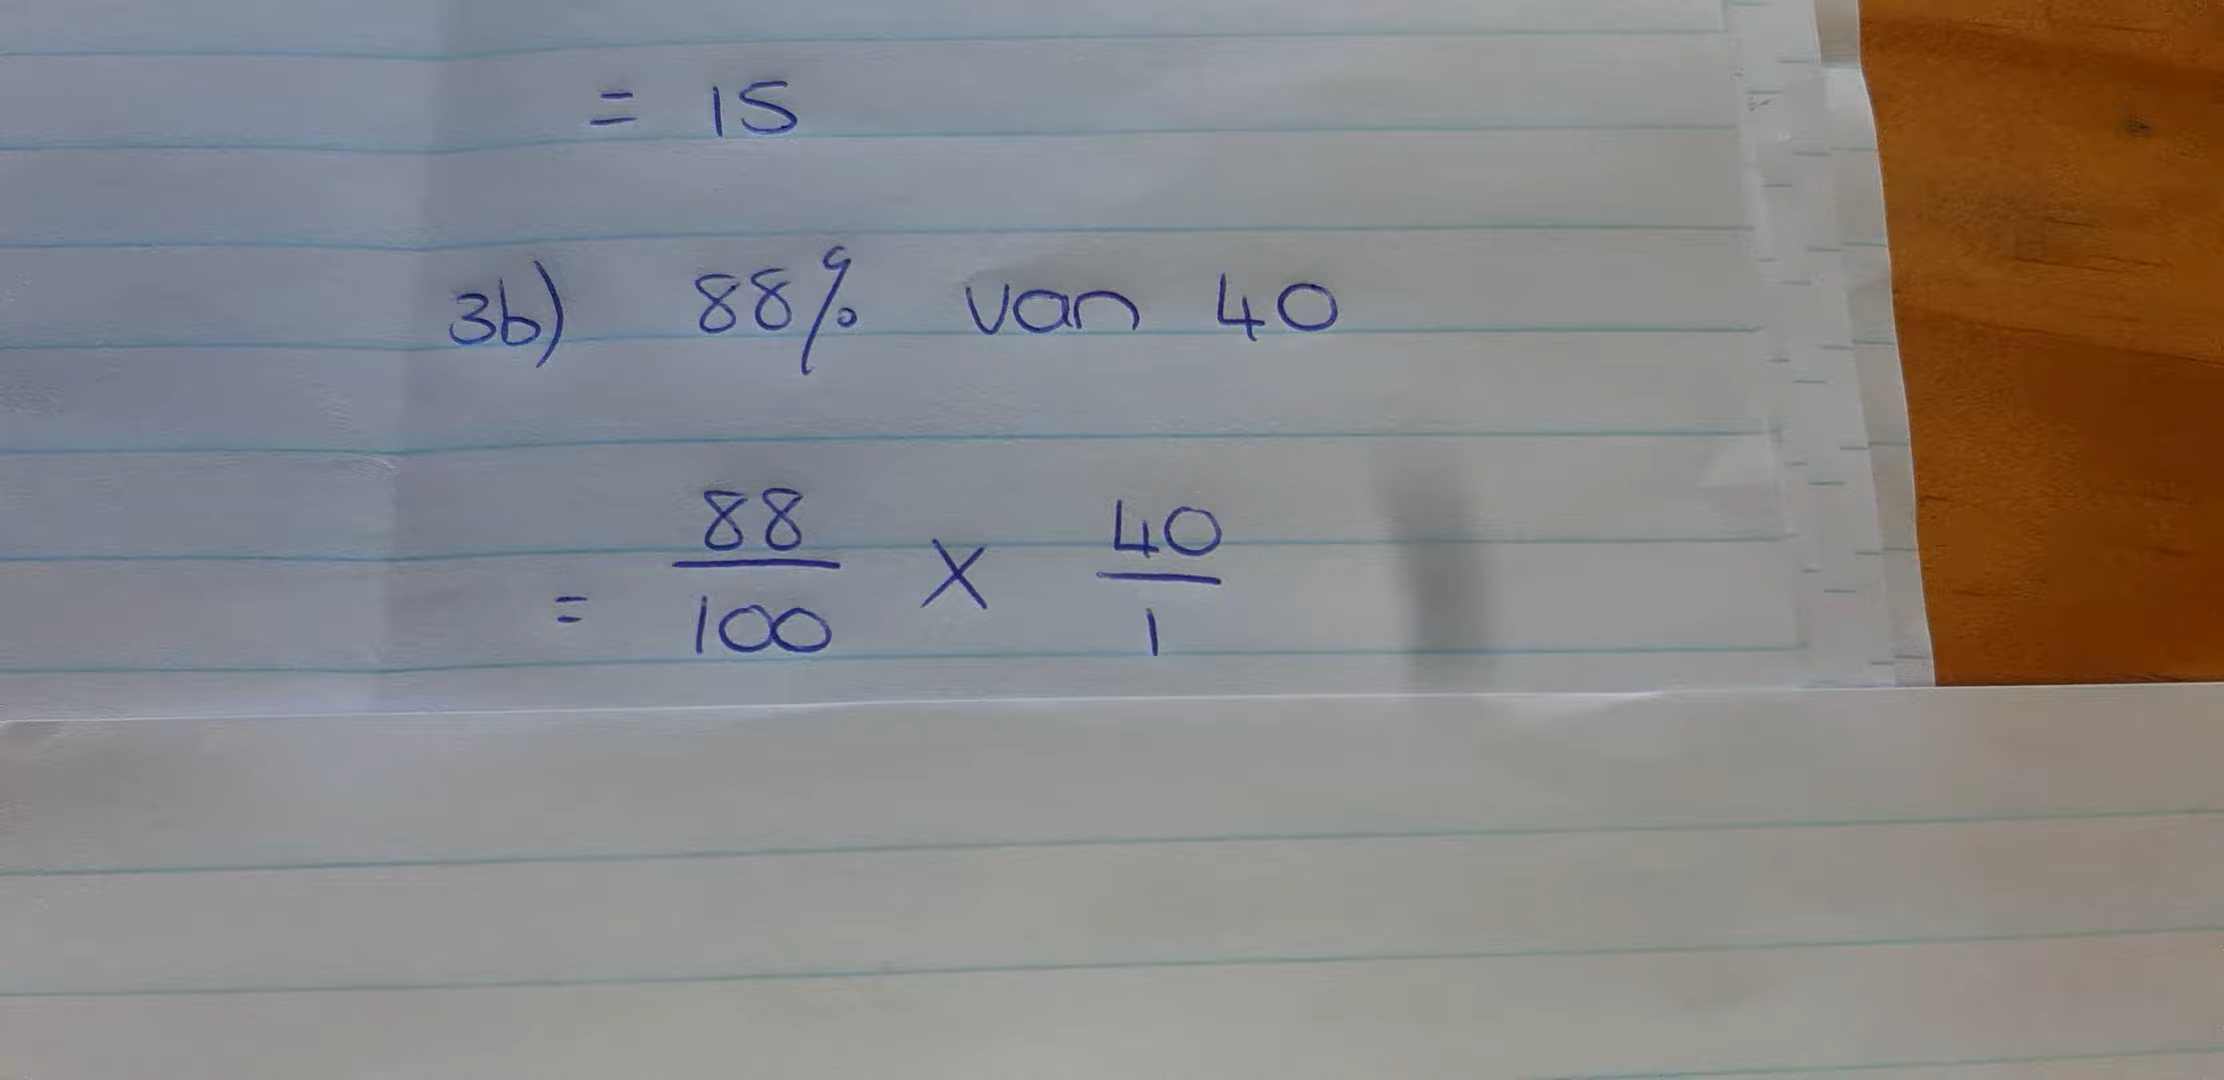 = 15
3b) 88% van 40
= 88/100 × 40/1